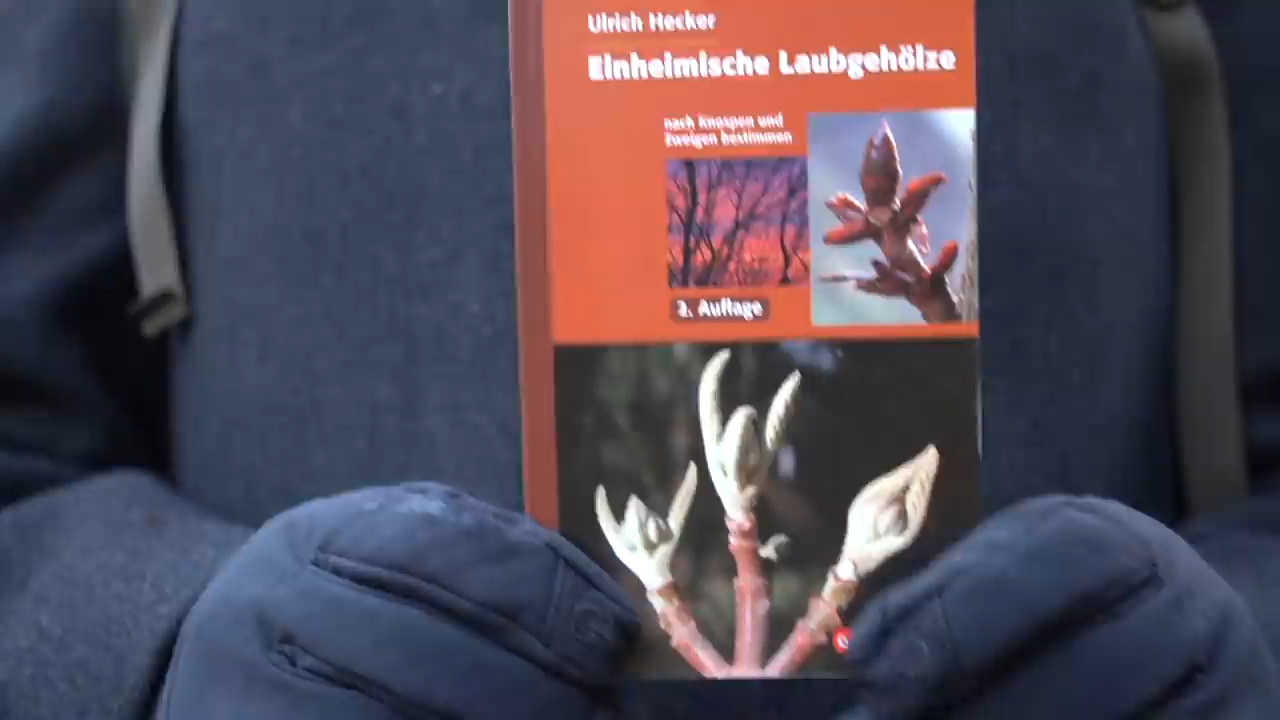 Ulrich Hecker
Einheimische Laubgehölze
nach Knospen und
Zweigen bestimmen
2. Auflage